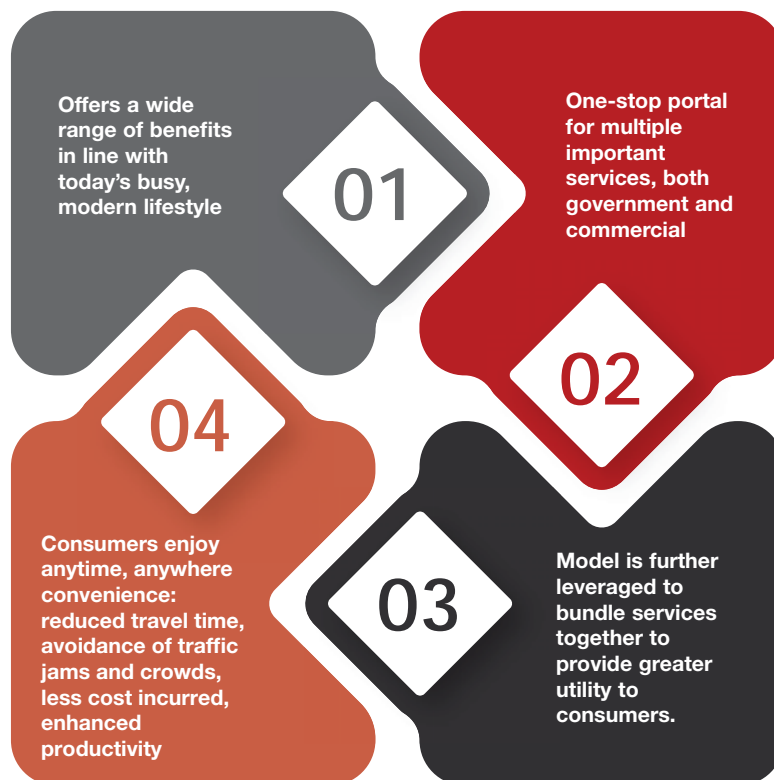 Offers a wide
range of benefits
in line with
today’s busy,
modern lifestyle
01
One-stop portal
for multiple
important
services, both
government and
commercial
02
Model is further
leveraged to
bundle services
together to
provide greater
utility to
consumers.
03
Consumers enjoy
anytime, anywhere
convenience:
reduced travel time,
avoidance of traffic
jams and crowds,
less cost incurred,
enhanced
productivity
04